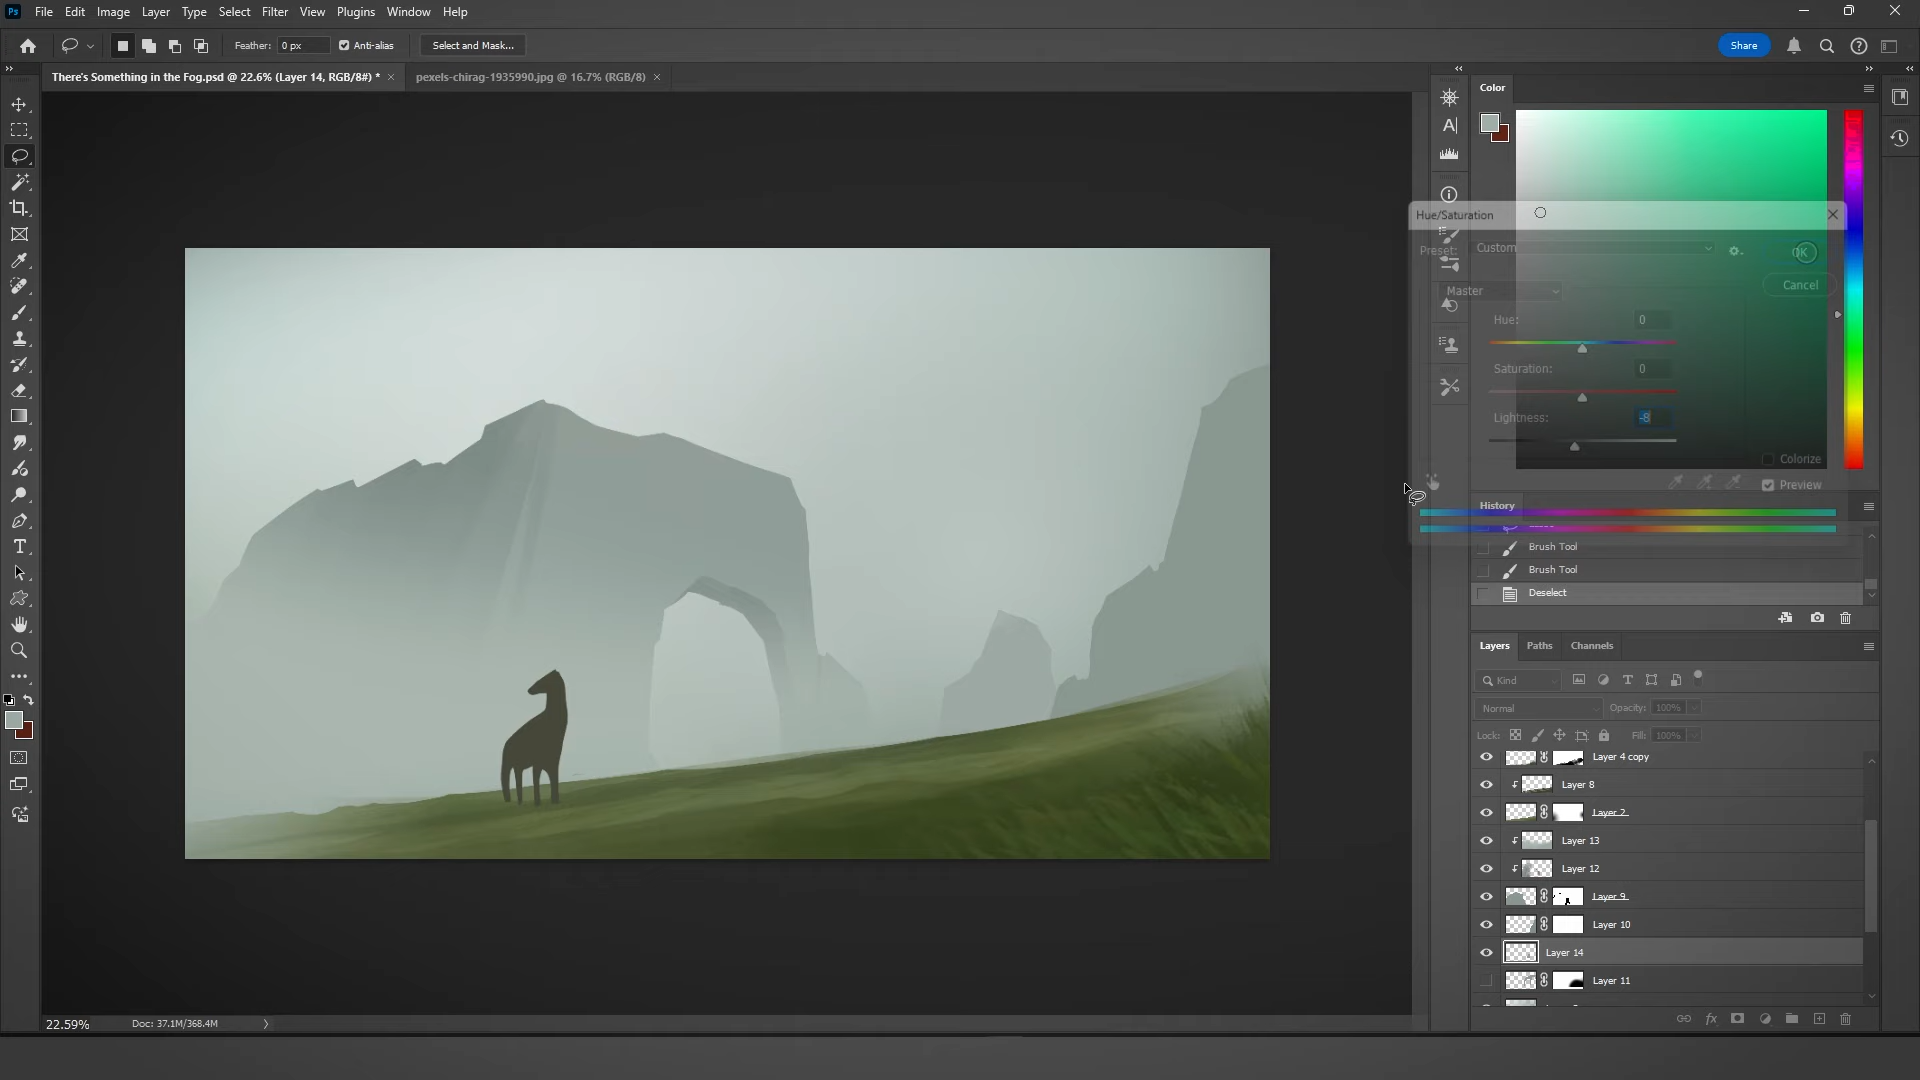 Ps File Edit Image Layer Type Select Filter View Plugins Window Help
Feather: 0 px Anti-alias Select and Mask... Share
There's Something in the Fog.psd @ 22.6% (Layer 14, RGB/8#) * pexels-chirag-1935990.jpg @ 16.7% (RGB/8)
Color
Hue/Saturation
Preset: Custom OK
Cancel
Master
Hue: 0
Saturation: 0
Lightness: -8
Colorize
Preview
History
Brush Tool
Brush Tool
Deselect
Layers Paths Channels
Kind
Normal Opacity: 100%
Lock: Fill: 100%
Layer 4 copy
Layer 8
Layer 2
Layer 13
Layer 12
Layer 9
Layer 10
Layer 14
Layer 11
22.59% Doc: 37.1M/368.4M